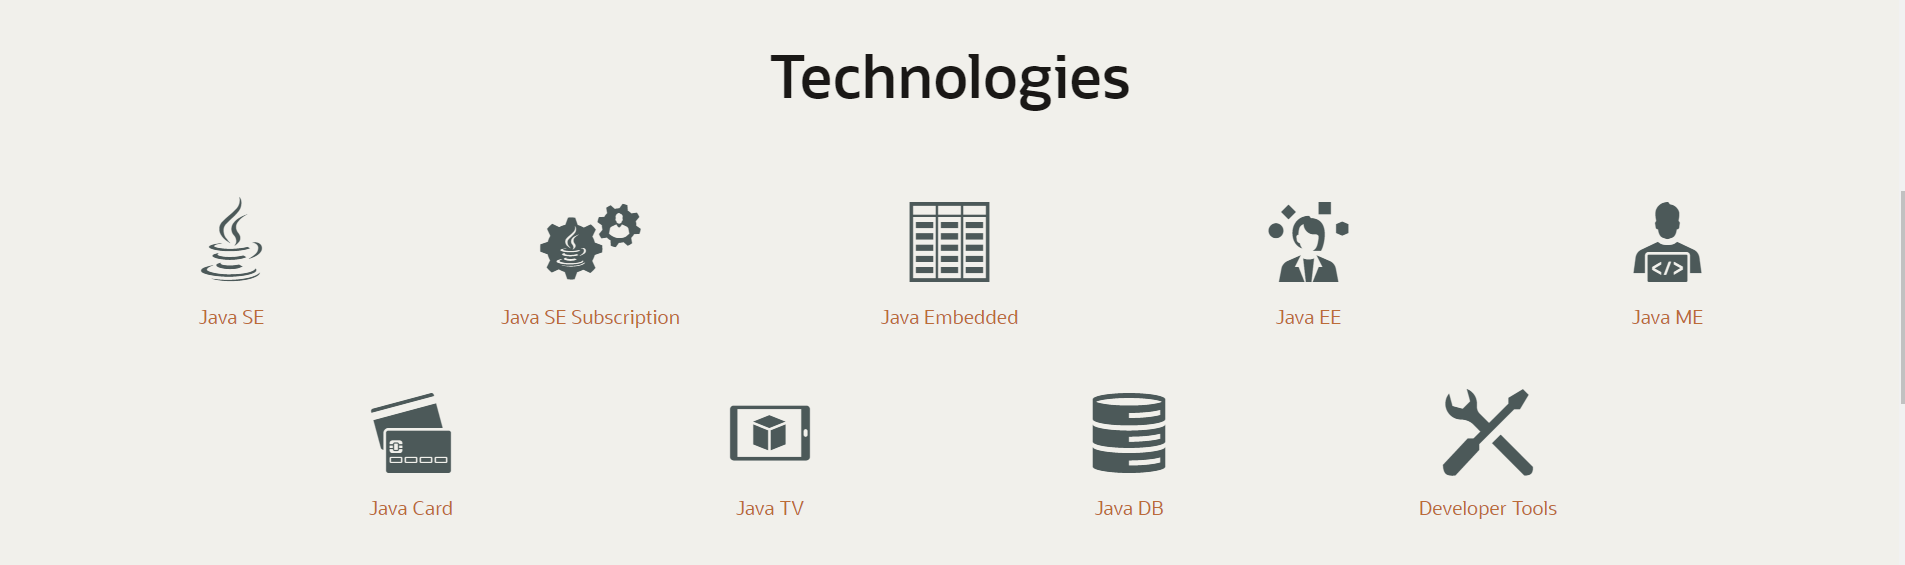 Technologies
Java SE
Java SE Subscription
Java Embedded
Java EE
Java ME
</>
Java Card
Java TV
Java DB
Developer Tools